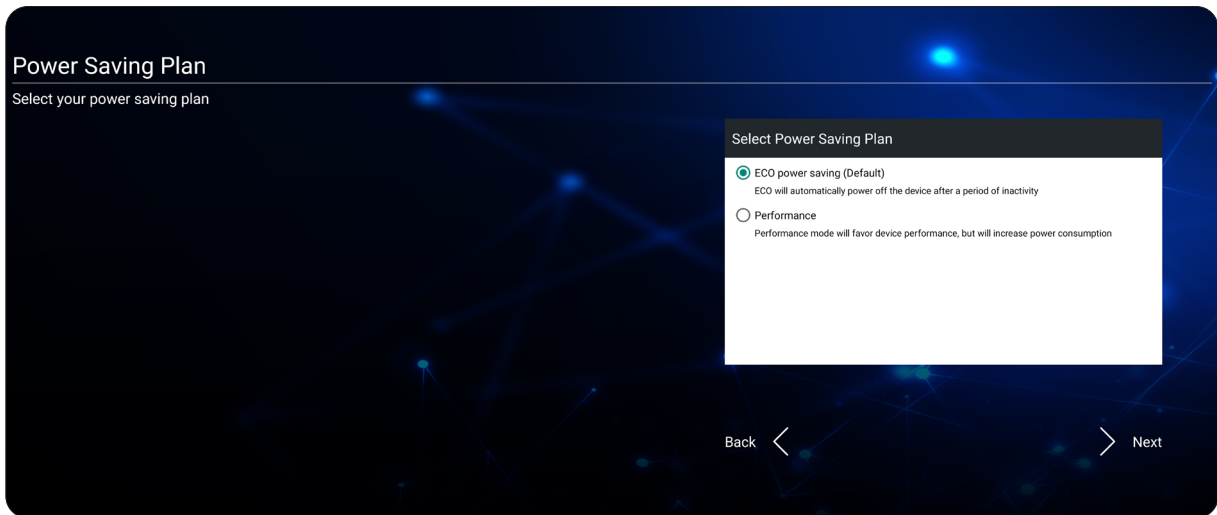 Power Saving Plan
Select your power saving plan
Select Power Saving Plan
ECO power saving (Default)
ECO will automatically power off the device after a period of inactivity
Performance
Performance mode will favor device performance, but will increase power consumption
Back
Next